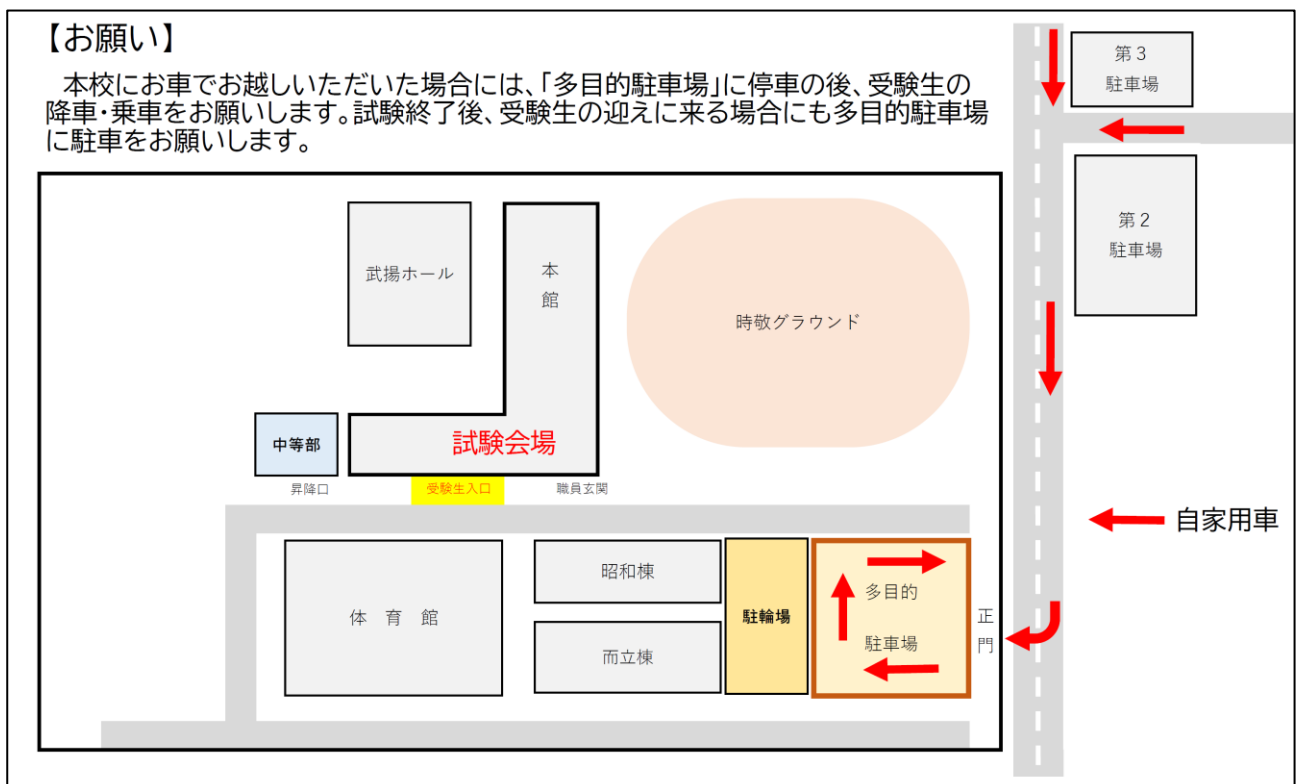 【お願い】
本校にお車でお越しいただいた場合には、「多目的駐車場」に停車の後、受験生の
降車・乗車をお願いします。試験終了後、受験生の迎えに来る場合にも多目的駐車場
に駐車をお願いします。
第３
駐車場
第２
駐車場
武揚ホール
本
館
時敬グラウンド
中等部
試験会場
昇降口
受験生入口
職員玄関
自家用車
体 育 館
昭和棟
而立棟
駐輪場
多目的
駐車場
正
門